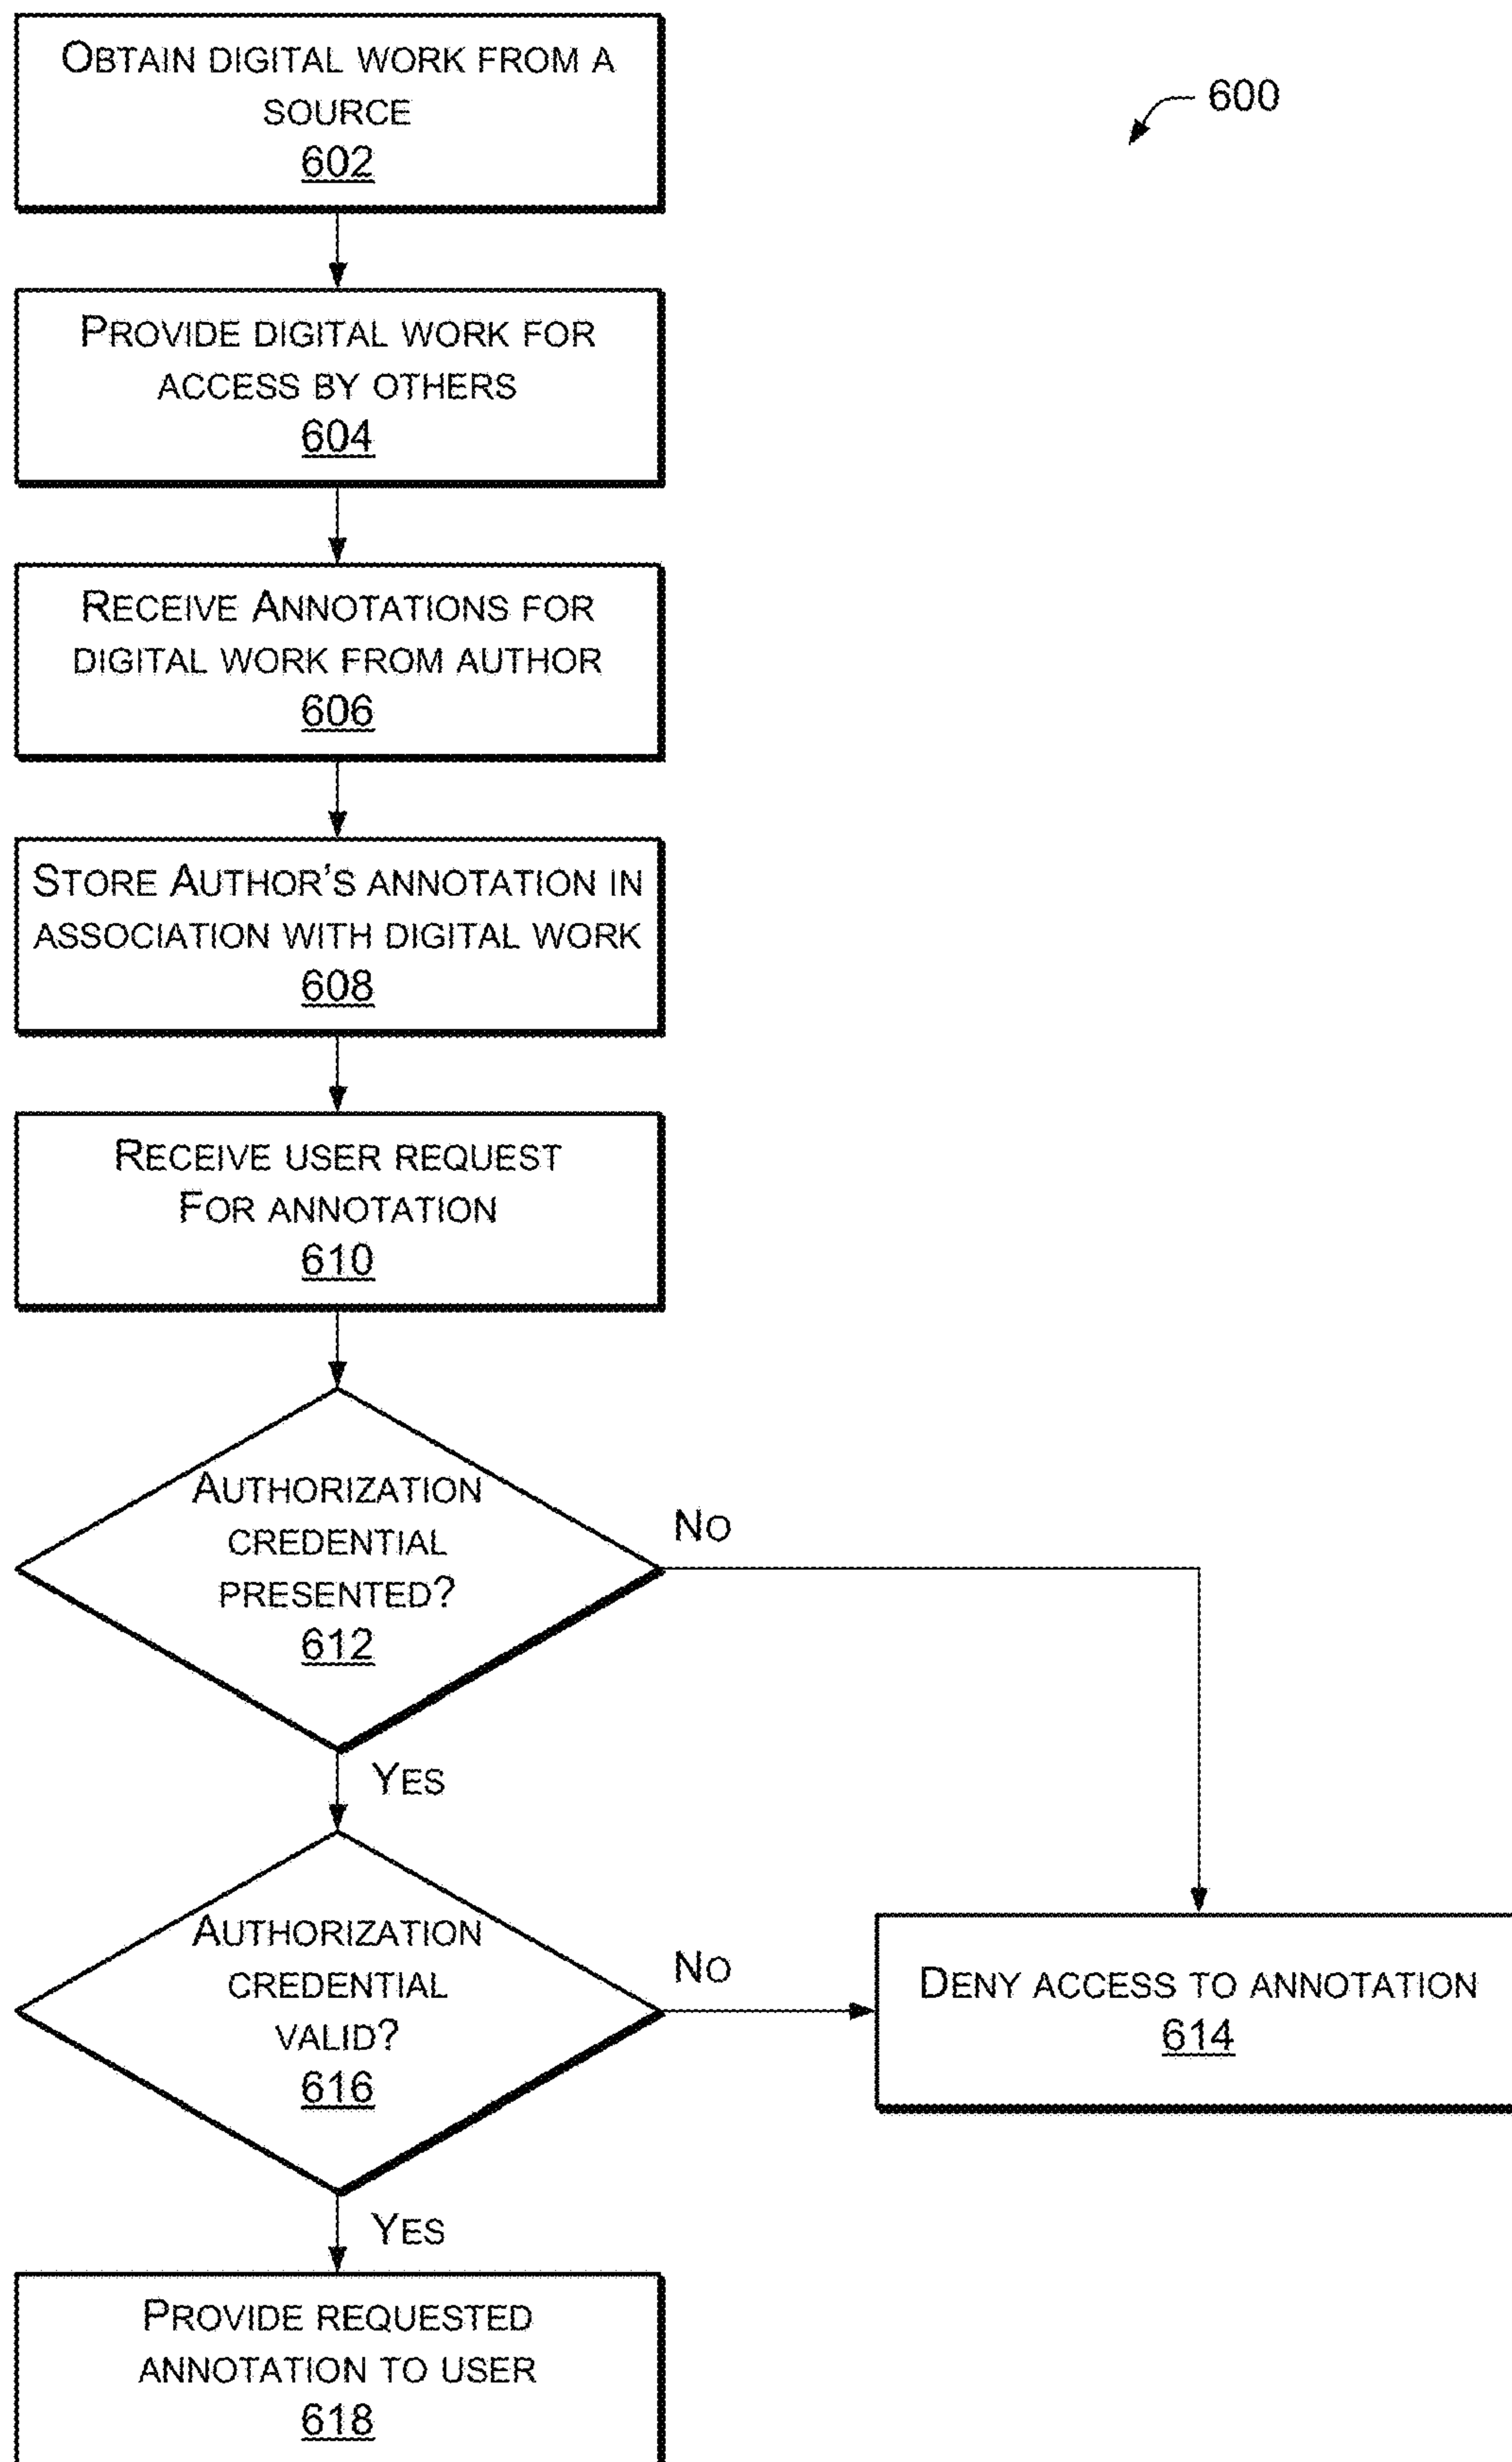 OBTAIN DIGITAL WORK FROM A
SOURCE
602
600
PROVIDE DIGITAL WORK FOR
ACCESS BY OTHERS
604
RECEIVE ANNOTATIONS FOR
DIGITAL WORK FROM AUTHOR
606
STORE AUTHOR'S ANNOTATION IN
ASSOCIATION WITH DIGITAL WORK
608
RECEIVE USER REQUEST
FOR ANNOTATION
610
AUTHORIZATION
CREDENTIAL
PRESENTED?
612
NO
YES
AUTHORIZATION
CREDENTIAL
VALID?
616
NO
DENY ACCESS TO ANNOTATION
614
YES
PROVIDE REQUESTED
ANNOTATION TO USER
618